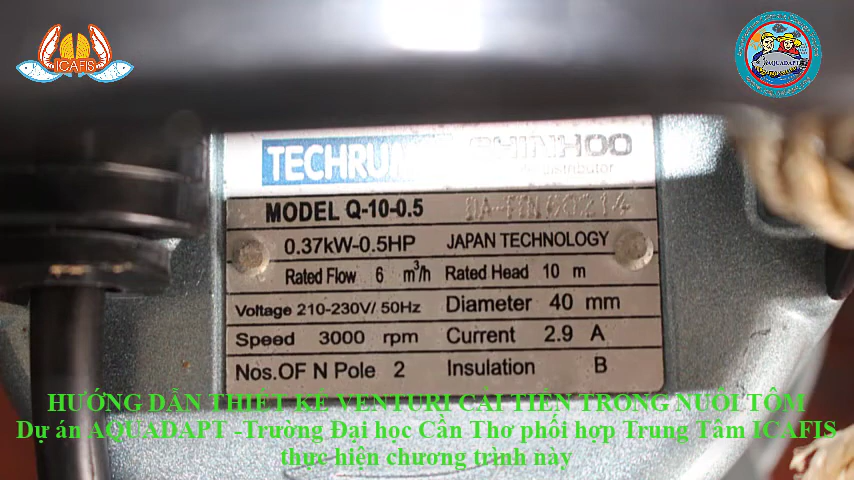 ICAFIS
AQUADAPT
SHINHOO
distributor
MODEL Q-10-0.5
0.37kW-0.5HP JAPAN TECHNOLOGY
Rated Flow 6 m³/h Rated Head 10 m
Voltage 210-230V/ 50Hz Diameter 40 mm
Speed 3000 rpm Current 2.9 A
Nos.OF N Pole 2 Insulation B
HƯỚNG DẪN THIẾT KẾ VENTURI CẢI TIẾN TRONG NUÔI TÔM
Dự án AQUADAPT -Trường Đại học Cần Thơ phối hợp Trung Tâm ICAFIS
thực hiện chương trình này